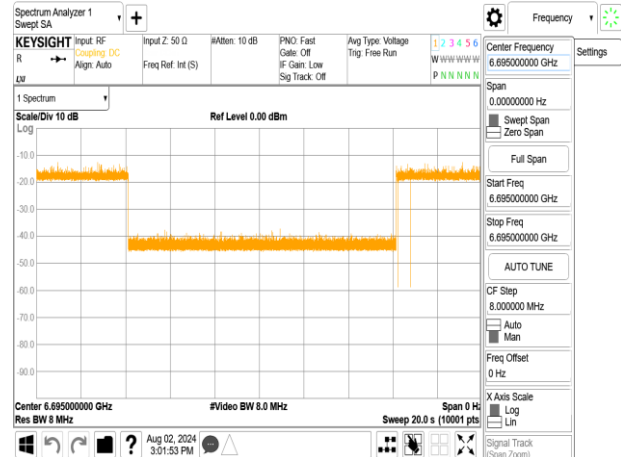 Spectrum Analyzer 1
Swept SA
+
Frequency
KEYSIGHT Input: RF
Coupling: DC
Align: Auto
R
LXI
Input Z: 50 Ω
Freq Ref: Int (S)
#Atten: 10 dB
PNO: Fast
Gate: Off
IF Gain: Low
Sig Track: Off
Avg Type: Voltage
Trig: Free Run
1 2 3 4 5 6
W W W W W W
P N N N N N
1 Spectrum
Scale/Div 10 dB
Ref Level 0.00 dBm
Log
-10.0
-20.0
-30.0
-40.0
-50.0
-60.0
-70.0
-80.0
-90.0
Center 6.695000000 GHz
#Video BW 8.0 MHz
Span 0 Hz
Res BW 8 MHz
Sweep 20.0 s (10001 pts
?
Aug 02, 2024
3:01:53 PM
Center Frequency
6.695000000 GHz
Settings
Span
0.00000000 Hz
Swept Span
Zero Span
Full Span
Start Freq
6.695000000 GHz
Stop Freq
6.695000000 GHz
AUTO TUNE
CF Step
8.000000 MHz
Auto
Man
Freq Offset
0 Hz
X Axis Scale
Log
Lin
Signal Track
(Span Zoom)